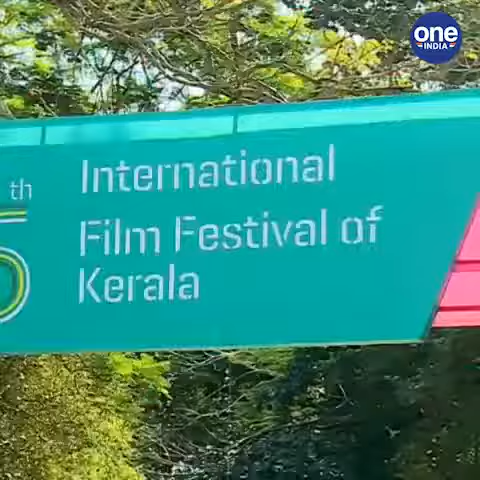 one
INDIA
th
International
Film Festival of
Kerala